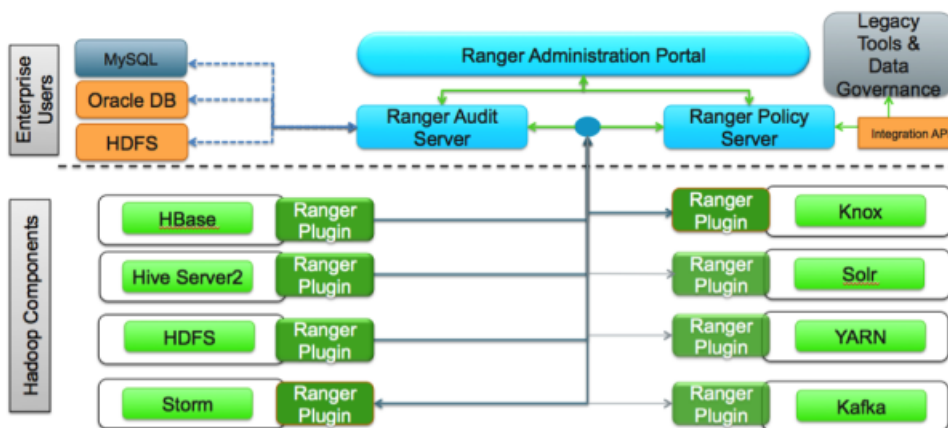 Enterprise
Users
MySQL
Oracle DB
HDFS
Ranger Administration Portal
Legacy
Tools &
Data
Governance
Ranger Audit
Server
Ranger Policy
Server
Integration API
Hadoop Components
HBase
Ranger
Plugin
Ranger
Plugin
Knox
Hive Server2
Ranger
Plugin
Ranger
Plugin
Solr
HDFS
Ranger
Plugin
Ranger
Plugin
YARN
Storm
Ranger
Plugin
Ranger
Plugin
Kafka